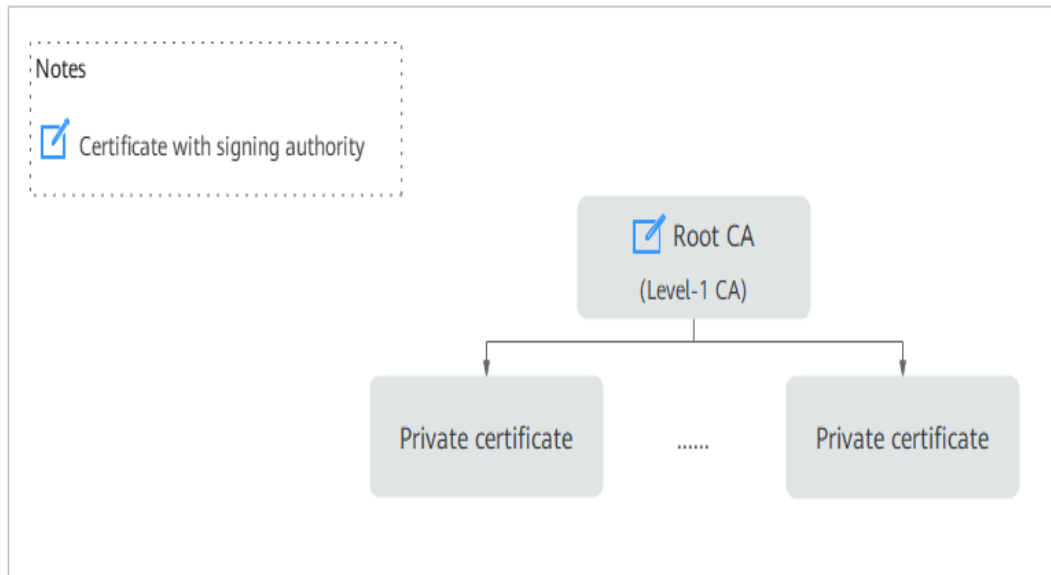 Notes
Certificate with signing authority
Root CA
(Level-1 CA)
Private certificate
......
Private certificate